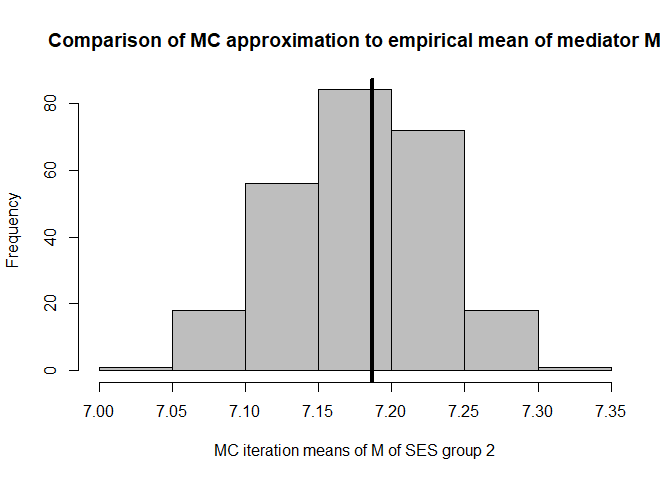 Comparison of MC approximation to empirical mean of mediator M
Frequency
80
60
40
20
0
7.00 7.05 7.10 7.15 7.20 7.25 7.30 7.35
MC iteration means of M of SES group 2